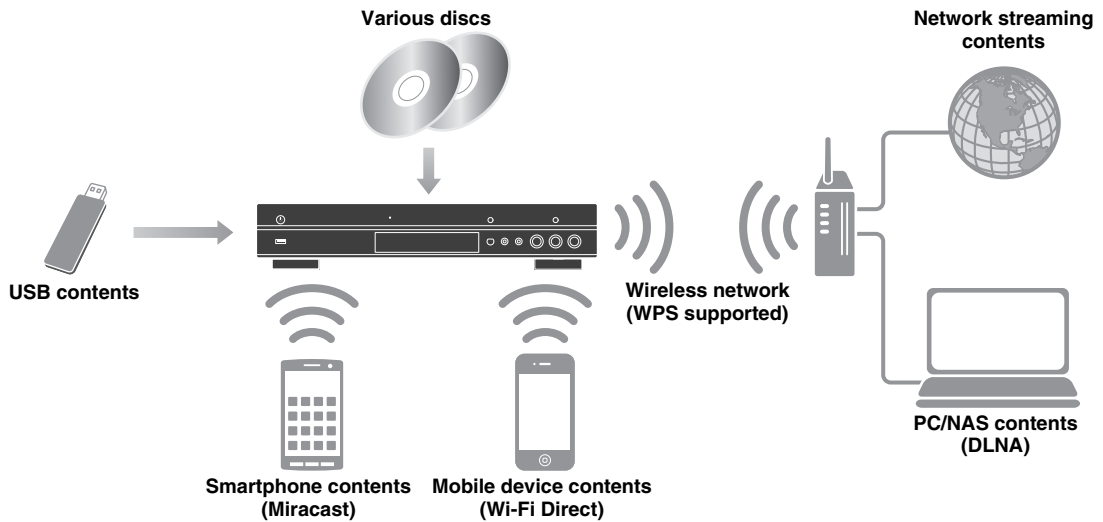 Various discs
Network streaming
contents
USB contents
Wireless network
(WPS supported)
PC/NAS contents
(DLNA)
Smartphone contents
(Miracast)
Mobile device contents
(Wi-Fi Direct)